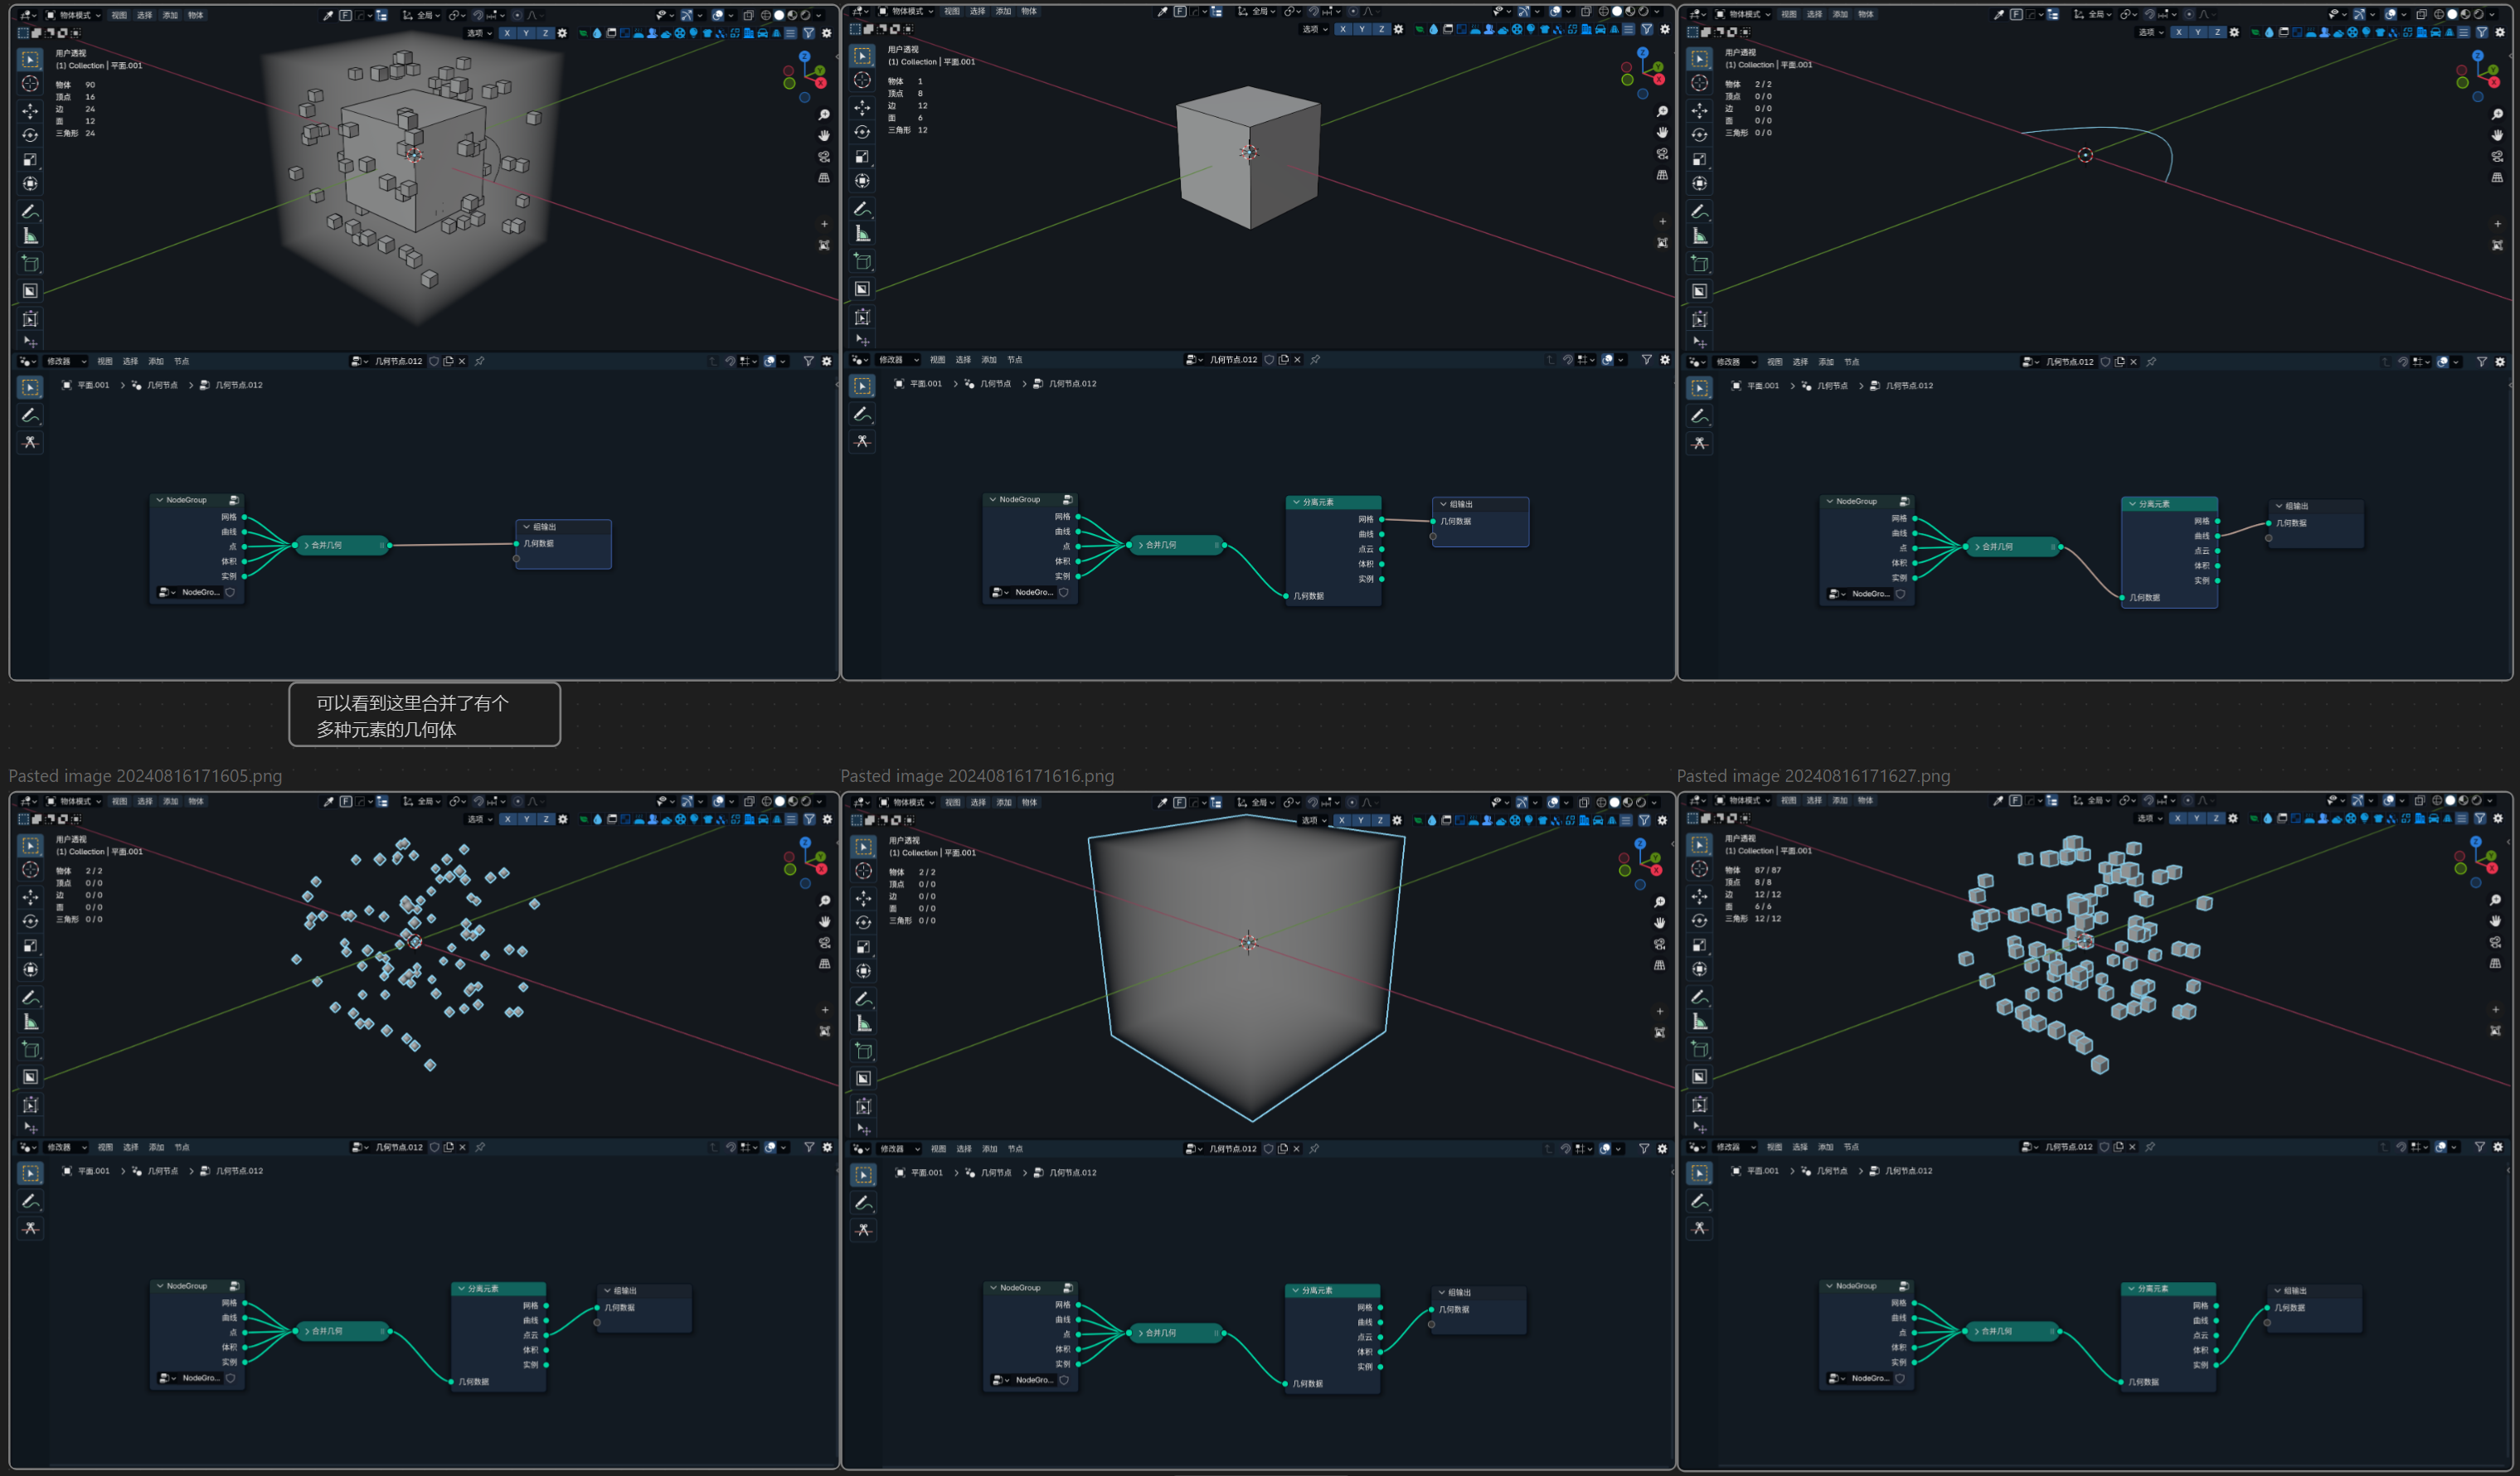 物体模式 视图 选择 添加 物体 全局
选项 X Y Z
用户透视
(1) Collection | 平面.001
物体 90
顶点 16
边 24
面 12
三角形 24
修改器 视图 选择 添加 节点 几何节点.012
平面.001 > 几何节点 > 几何节点.012
NodeGroup
网格
曲线
点
体积
实例
NodeGro...
合并几何
组输出
几何数据
物体模式 视图 选择 添加 物体 全局
选项 X Y Z
用户透视
(1) Collection | 平面.001
物体 1
顶点 8
边 12
面 6
三角形 12
修改器 视图 选择 添加 节点 几何节点.012
平面.001 > 几何节点 > 几何节点.012
NodeGroup
网格
曲线
点
体积
实例
NodeGro...
合并几何
分离元素
网格
曲线
点云
体积
实例
几何数据
组输出
几何数据
物体模式 视图 选择 添加 物体 全局
选项 X Y Z
用户透视
(1) Collection | 平面.001
物体 2/2
顶点 0/0
边 0/0
面 0/0
三角形 0/0
修改器 视图 选择 添加 节点 几何节点.012
平面.001 > 几何节点 > 几何节点.012
NodeGroup
网格
曲线
点
体积
实例
NodeGro...
合并几何
分离元素
网格
曲线
点云
体积
实例
几何数据
组输出
几何数据
可以看到这里合并了有个
多种元素的几何体
Pasted image 20240816171605.png
Pasted image 20240816171616.png
Pasted image 20240816171627.png
物体模式 视图 选择 添加 物体 全局
选项 X Y Z
用户透视
(1) Collection | 平面.001
物体 2/2
顶点 0/0
边 0/0
面 0/0
三角形 0/0
修改器 视图 选择 添加 节点 几何节点.012
平面.001 > 几何节点 > 几何节点.012
NodeGroup
网格
曲线
点
体积
实例
NodeGro...
合并几何
分离元素
网格
曲线
点云
体积
实例
几何数据
组输出
几何数据
物体模式 视图 选择 添加 物体 全局
选项 X Y Z
用户透视
(1) Collection | 平面.001
物体 2/2
顶点 0/0
边 0/0
面 0/0
三角形 0/0
修改器 视图 选择 添加 节点 几何节点.012
平面.001 > 几何节点 > 几何节点.012
NodeGroup
网格
曲线
点
体积
实例
NodeGro...
合并几何
分离元素
网格
曲线
点云
体积
实例
几何数据
组输出
几何数据
物体模式 视图 选择 添加 物体 全局
选项 X Y Z
用户透视
(1) Collection | 平面.001
物体 87/87
顶点 8/8
边 12/12
面 6/6
三角形 12/12
修改器 视图 选择 添加 节点 几何节点.012
平面.001 > 几何节点 > 几何节点.012
NodeGroup
网格
曲线
点
体积
实例
NodeGro...
合并几何
分离元素
网格
曲线
点云
体积
实例
几何数据
组输出
几何数据